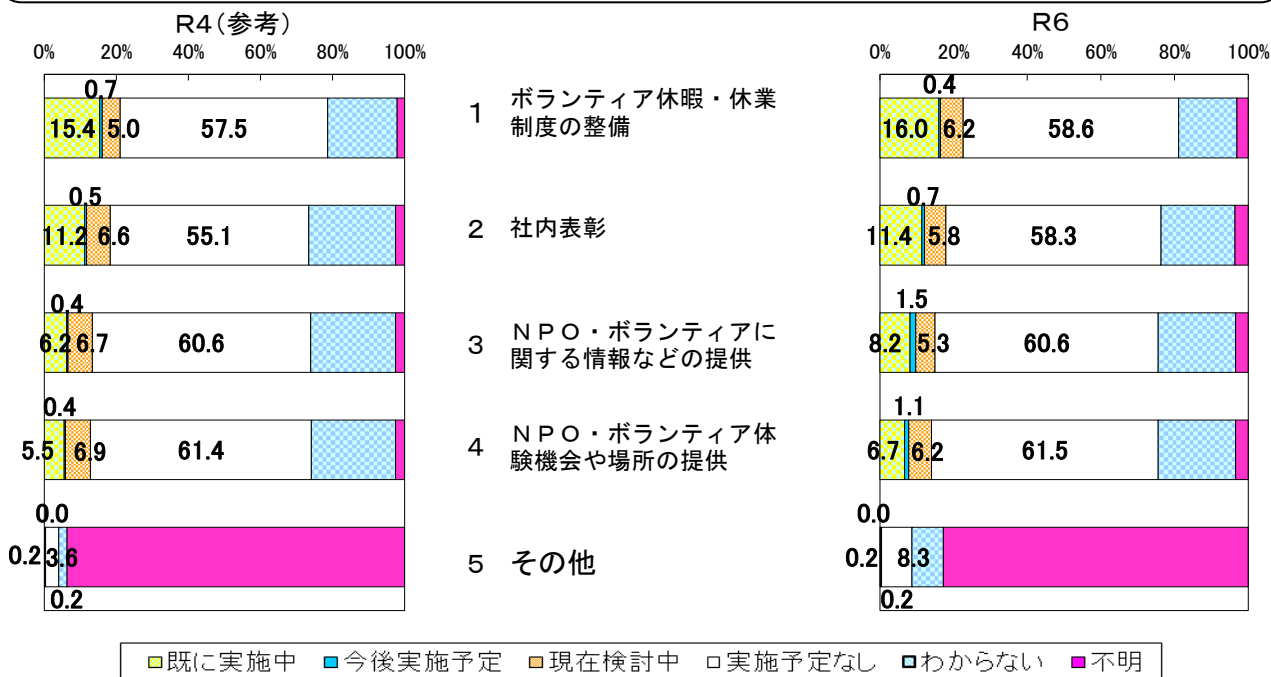 R4(参考)
0% 20% 40% 60% 80% 100%
0.7
15.4 5.0 57.5
0.5
11.2 6.6 55.1
0.4
6.2 6.7 60.6
0.4
5.5 6.9 61.4
0.0
0.2 3.6
0.2
1 ボランティア休暇・休業
制度の整備
2 社内表彰
3 NPO・ボランティアに
関する情報などの提供
4 NPO・ボランティア体
験機会や場所の提供
5 その他
R6
0% 20% 40% 60% 80% 100%
0.4
16.0 6.2 58.6
0.7
11.4 5.8 58.3
1.5
8.2 5.3 60.6
1.1
6.7 6.2 61.5
0.0
0.2 8.3
0.2
既に実施中 今後実施予定 現在検討中 実施予定なし わからない 不明